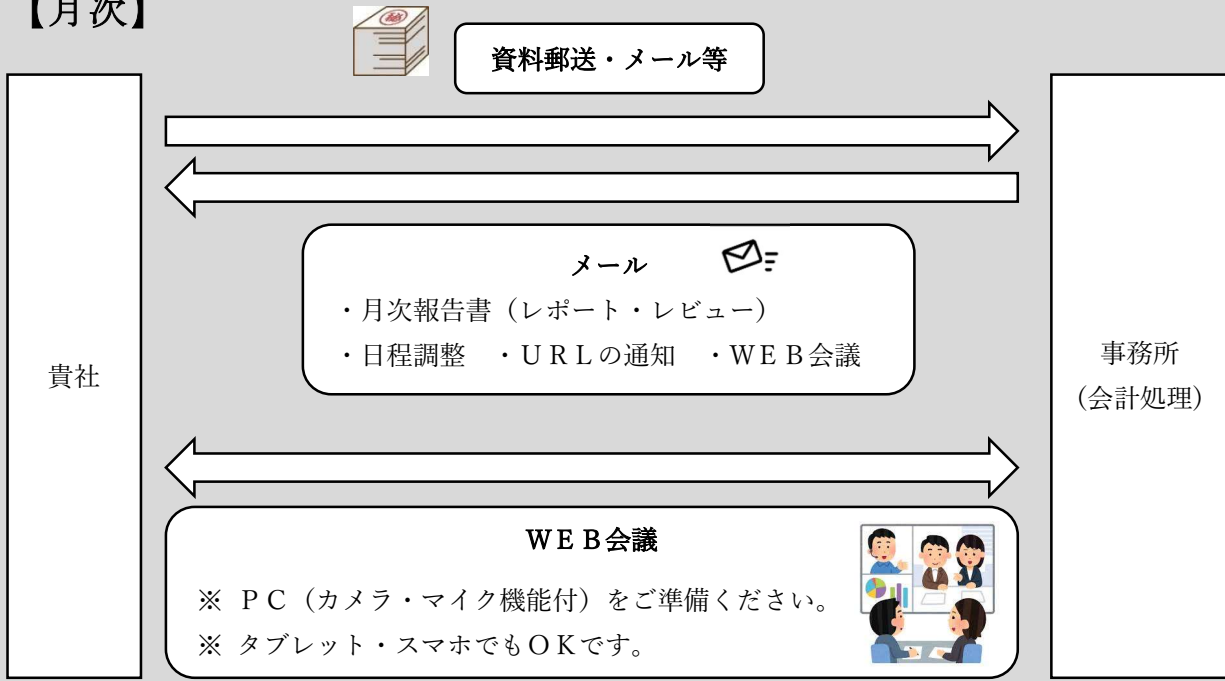 【月次】
㊙
資料郵送・メール等
メール
・月次報告書（レポート・レビュー）
・日程調整　・ＵＲＬの通知　・ＷＥＢ会議
貴社
事務所
（会計処理）
ＷＥＢ会議
※　ＰＣ（カメラ・マイク機能付）をご準備ください。
※　タブレット・スマホでもＯＫです。